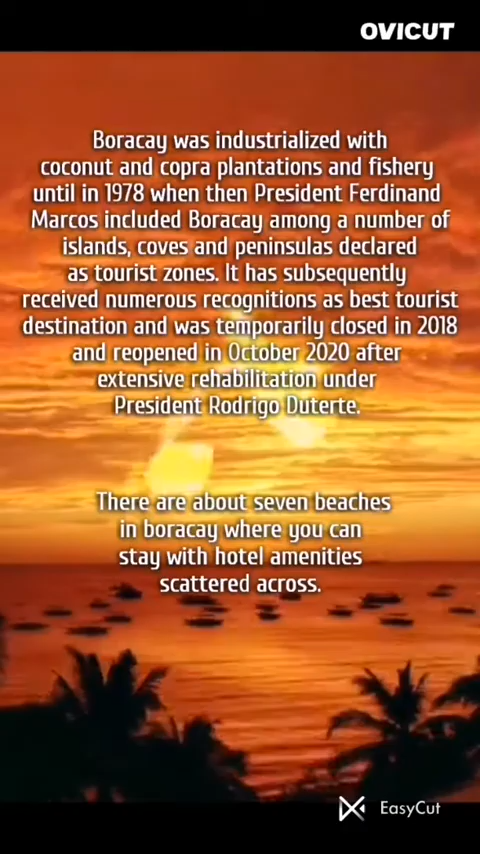 OVICUT
Boracay was industrialized with
coconut and copra plantations and fishery
until in 1978 when then President Ferdinand
Marcos included Boracay among a number of
islands, coves and peninsulas declared
as tourist zones. It has subsequently
received numerous recognitions as best tourist
destination and was temporarily closed in 2018
and reopened in October 2020 after
extensive rehabilitation under
President Rodrigo Duterte.
There are about seven beaches
in boracay where you can
stay with hotel amenities
scattered across.
EasyCut